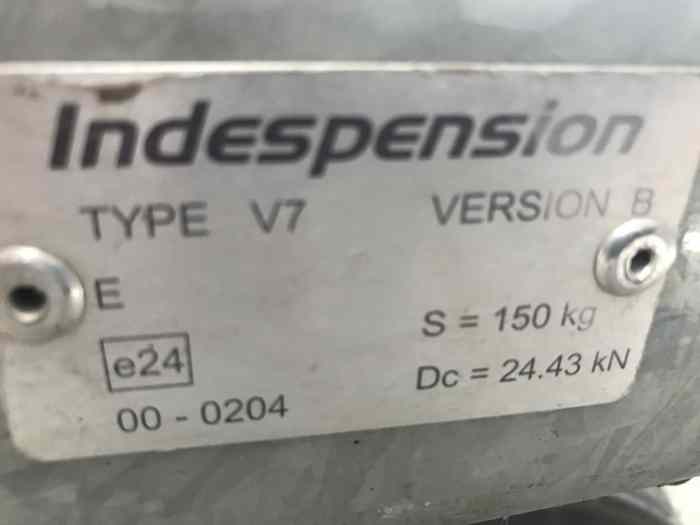 Indespension
TYPE V7 VERSION B
E
S = 150 kg
e24
Dc = 24.43 kN
00 - 0204